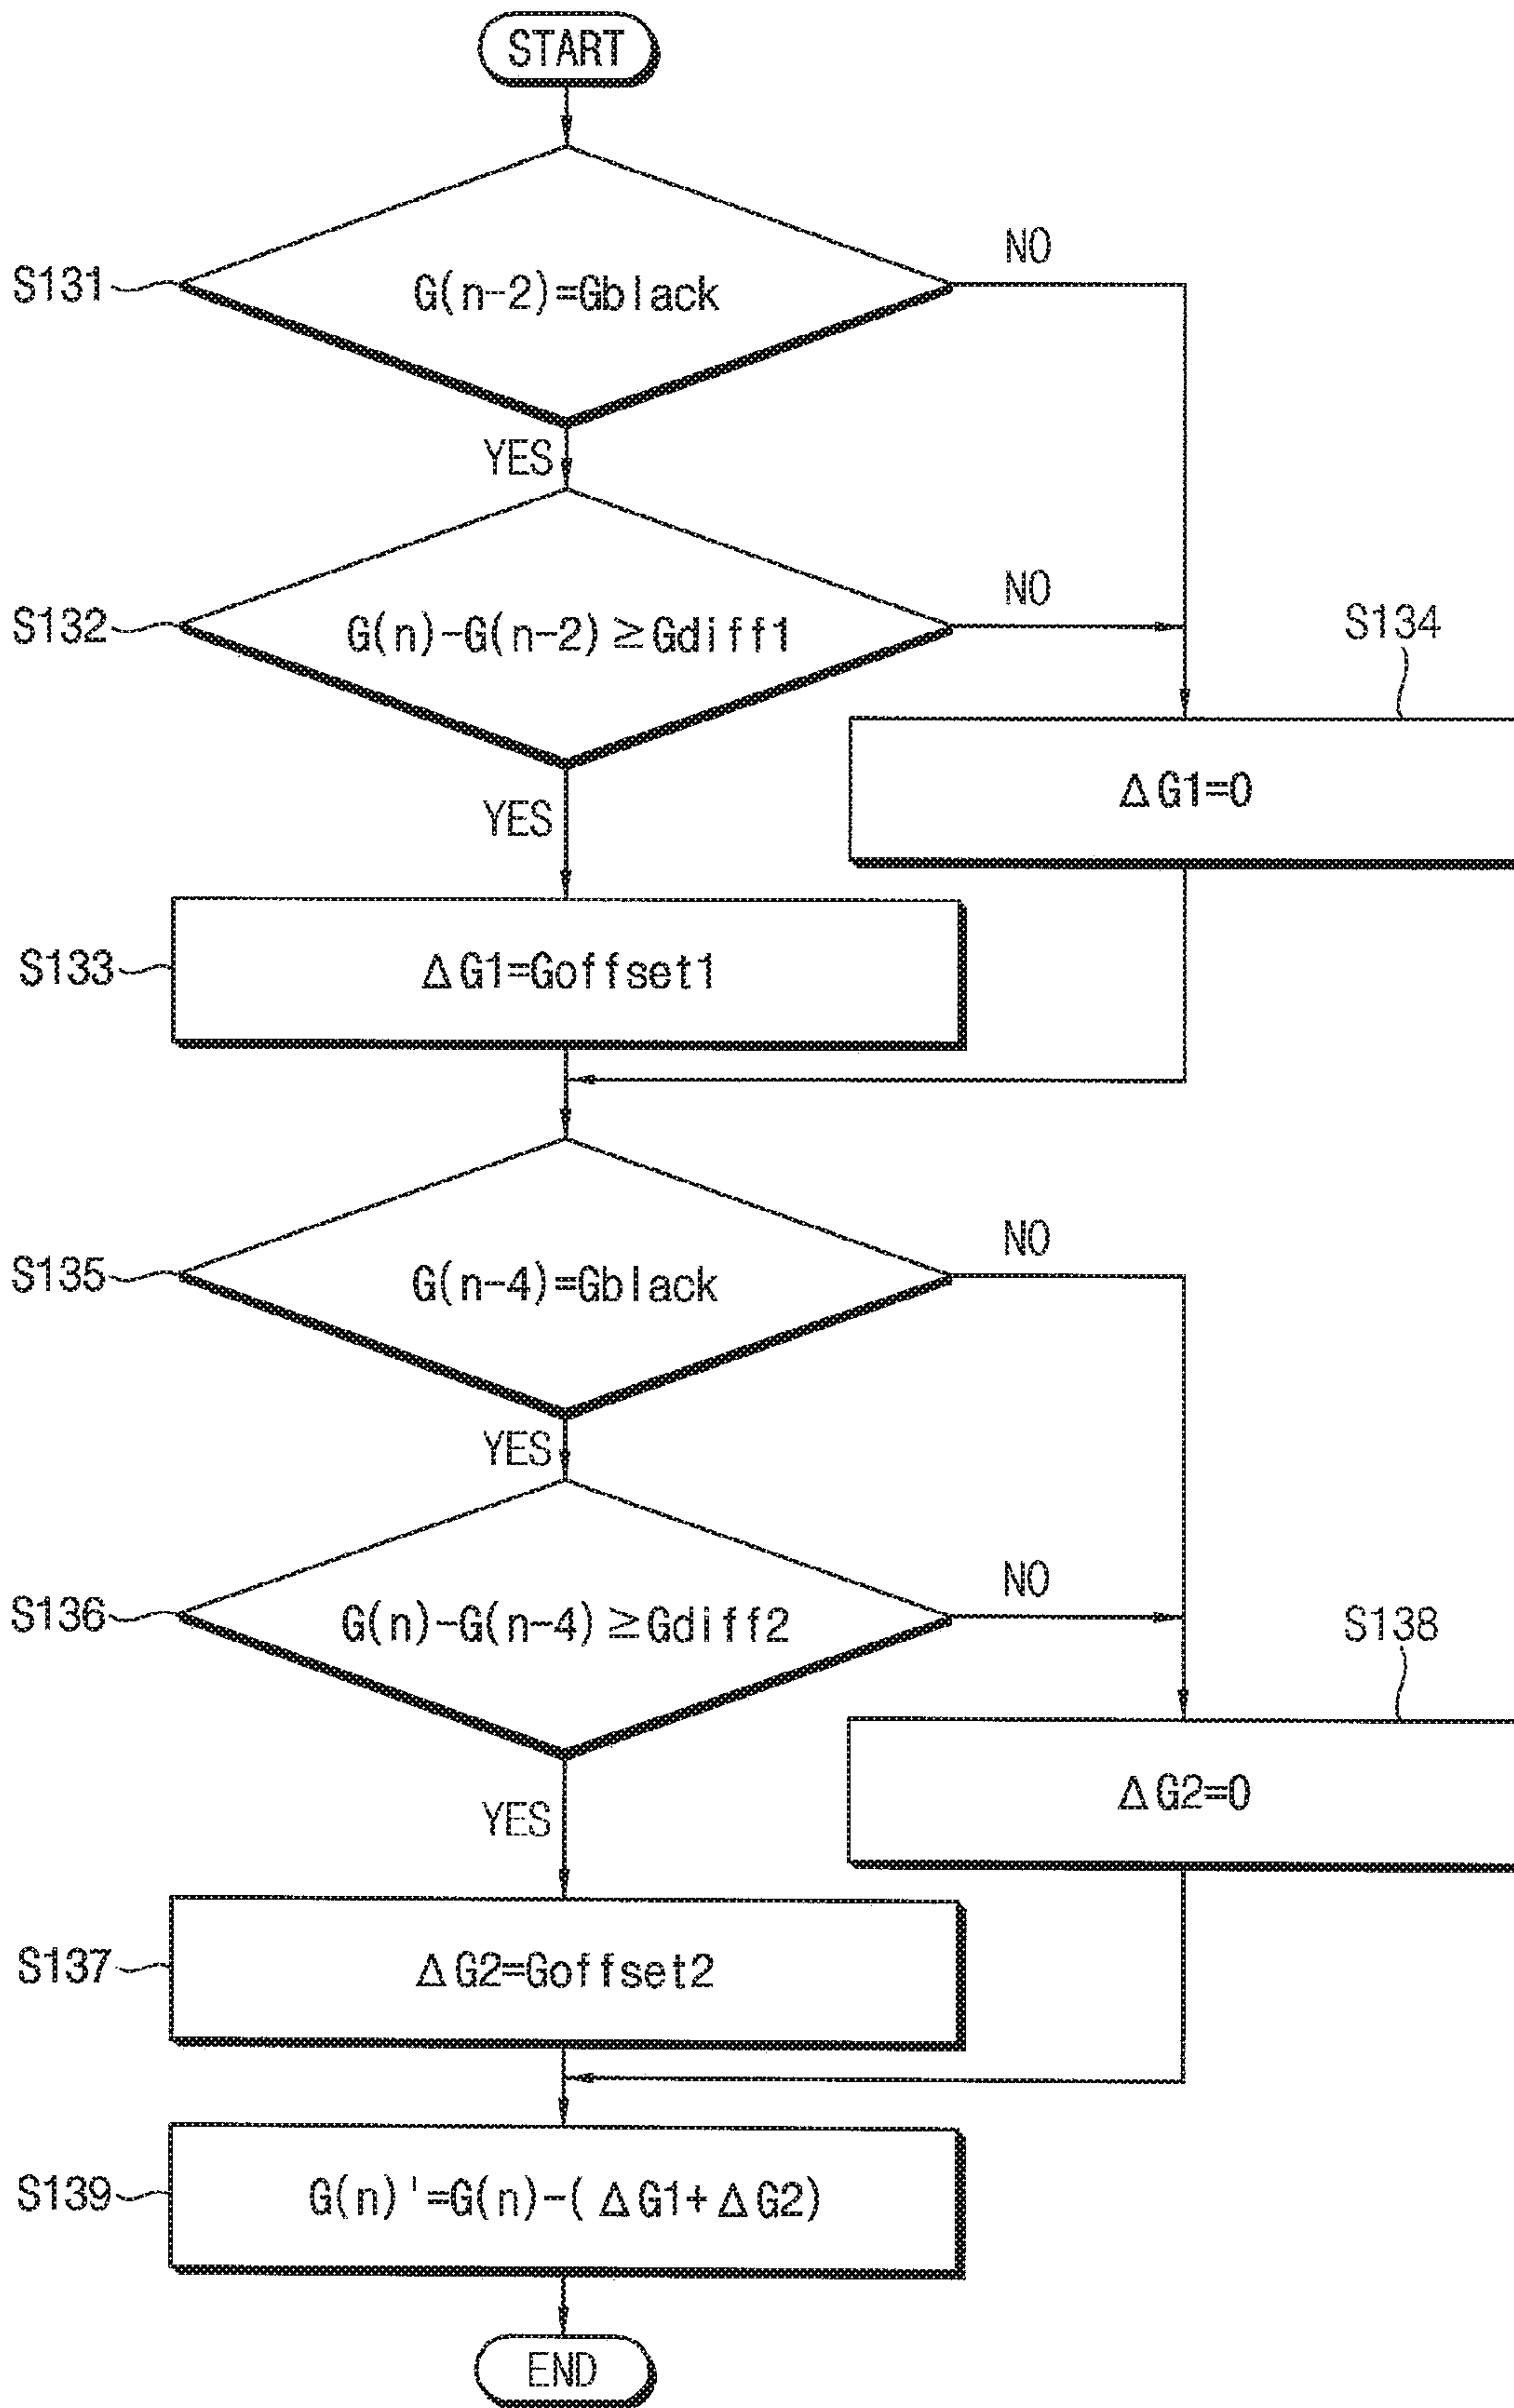 START
S131
G(n-2)=Gblack
NO
YES
S132
G(n)-G(n-2)≥Gdiff1
NO
S134
ΔG1=0
YES
S133
ΔG1=Goffset1
S135
G(n-4)=Gblack
NO
YES
S136
G(n)-G(n-4)≥Gdiff2
NO
S138
ΔG2=0
YES
S137
ΔG2=Goffset2
S139
G(n)'=G(n)-(ΔG1+ΔG2)
END